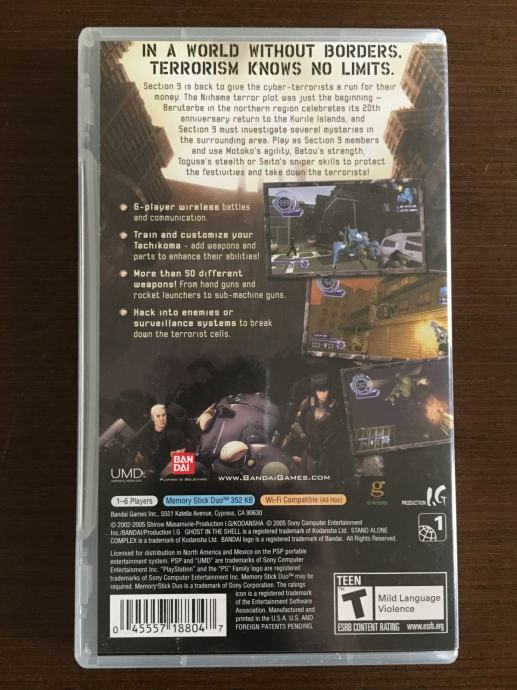 IN A WORLD WITHOUT BORDERS,
TERRORISM KNOWS NO LIMITS.
Section 9 is back to give the cyber-terrorists a run for their
money. The Niihama terror plot was just the beginning –
Berutarbe in the northern region celebrates its 20th
anniversary return to the Kurile Islands, and
Section 9 must investigate several mysteries in
the surrounding area. Play as Section 9 members
and use Motoko's agility, Batou's strength,
Togusa's stealth or Saito's sniper skills to protect
the festivities and take down the terrorists!
6-player wireless battles
and communication.
Train and customize your
Tachikoma - add weapons and
parts to enhance their abilities!
More than 50 different
weapons! From hand guns and
rocket launchers to sub-machine guns.
Hack into enemies or
surveillance systems to break
down the terrorist cells.
UMD
BAN
DAI
PLAYING IS BELIEVING.™
www.BandaiGames.com
g
G-Artists
PRODUCTION I.G
1-6 Players
Memory Stick Duo™ 352 KB
Wi-Fi Compatible (Ad Hoc)
1
Bandai Games Inc., 5551 Katella Avenue, Cypress, CA 90630
© 2002-2005 Shirow Masamune-Production I.G/KODANSHA © 2005 Sony Computer Entertainment
Inc./BANDAI/Production I.G GHOST IN THE SHELL is a registered trademark of Kodansha Ltd. STAND ALONE
COMPLEX is a trademark of Kodansha Ltd. BANDAI logo is a registered trademark of Bandai. All Rights Reserved.
Licensed for distribution in North America and Mexico on the PSP portable
entertainment system. PSP and "UMD" are trademarks of Sony Computer
Entertainment Inc. "PlayStation" and the "PS" Family logo are registered
trademarks of Sony Computer Entertainment Inc. Memory Stick Duo™ may be
required. Memory Stick Duo is a trademark of Sony Corporation. The ratings
icon is a registered trademark
of the Entertainment Software
Association. Manufactured and
printed in the U.S.A. U.S. AND
FOREIGN PATENTS PENDING.
0 45557 18804 7
TEEN
T
Mild Language
Violence
ESRB CONTENT RATING www.esrb.org